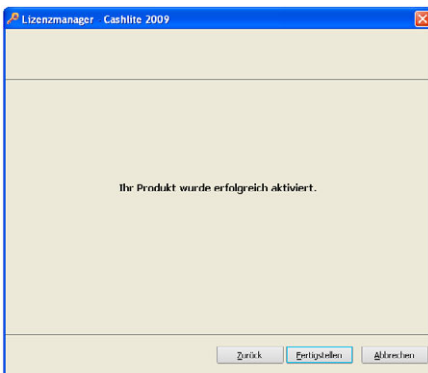 Lizenzmanager Cashlite 2009
Ihr Produkt wurde erfolgreich aktiviert.
Zurück Fertigstellen Abbrechen